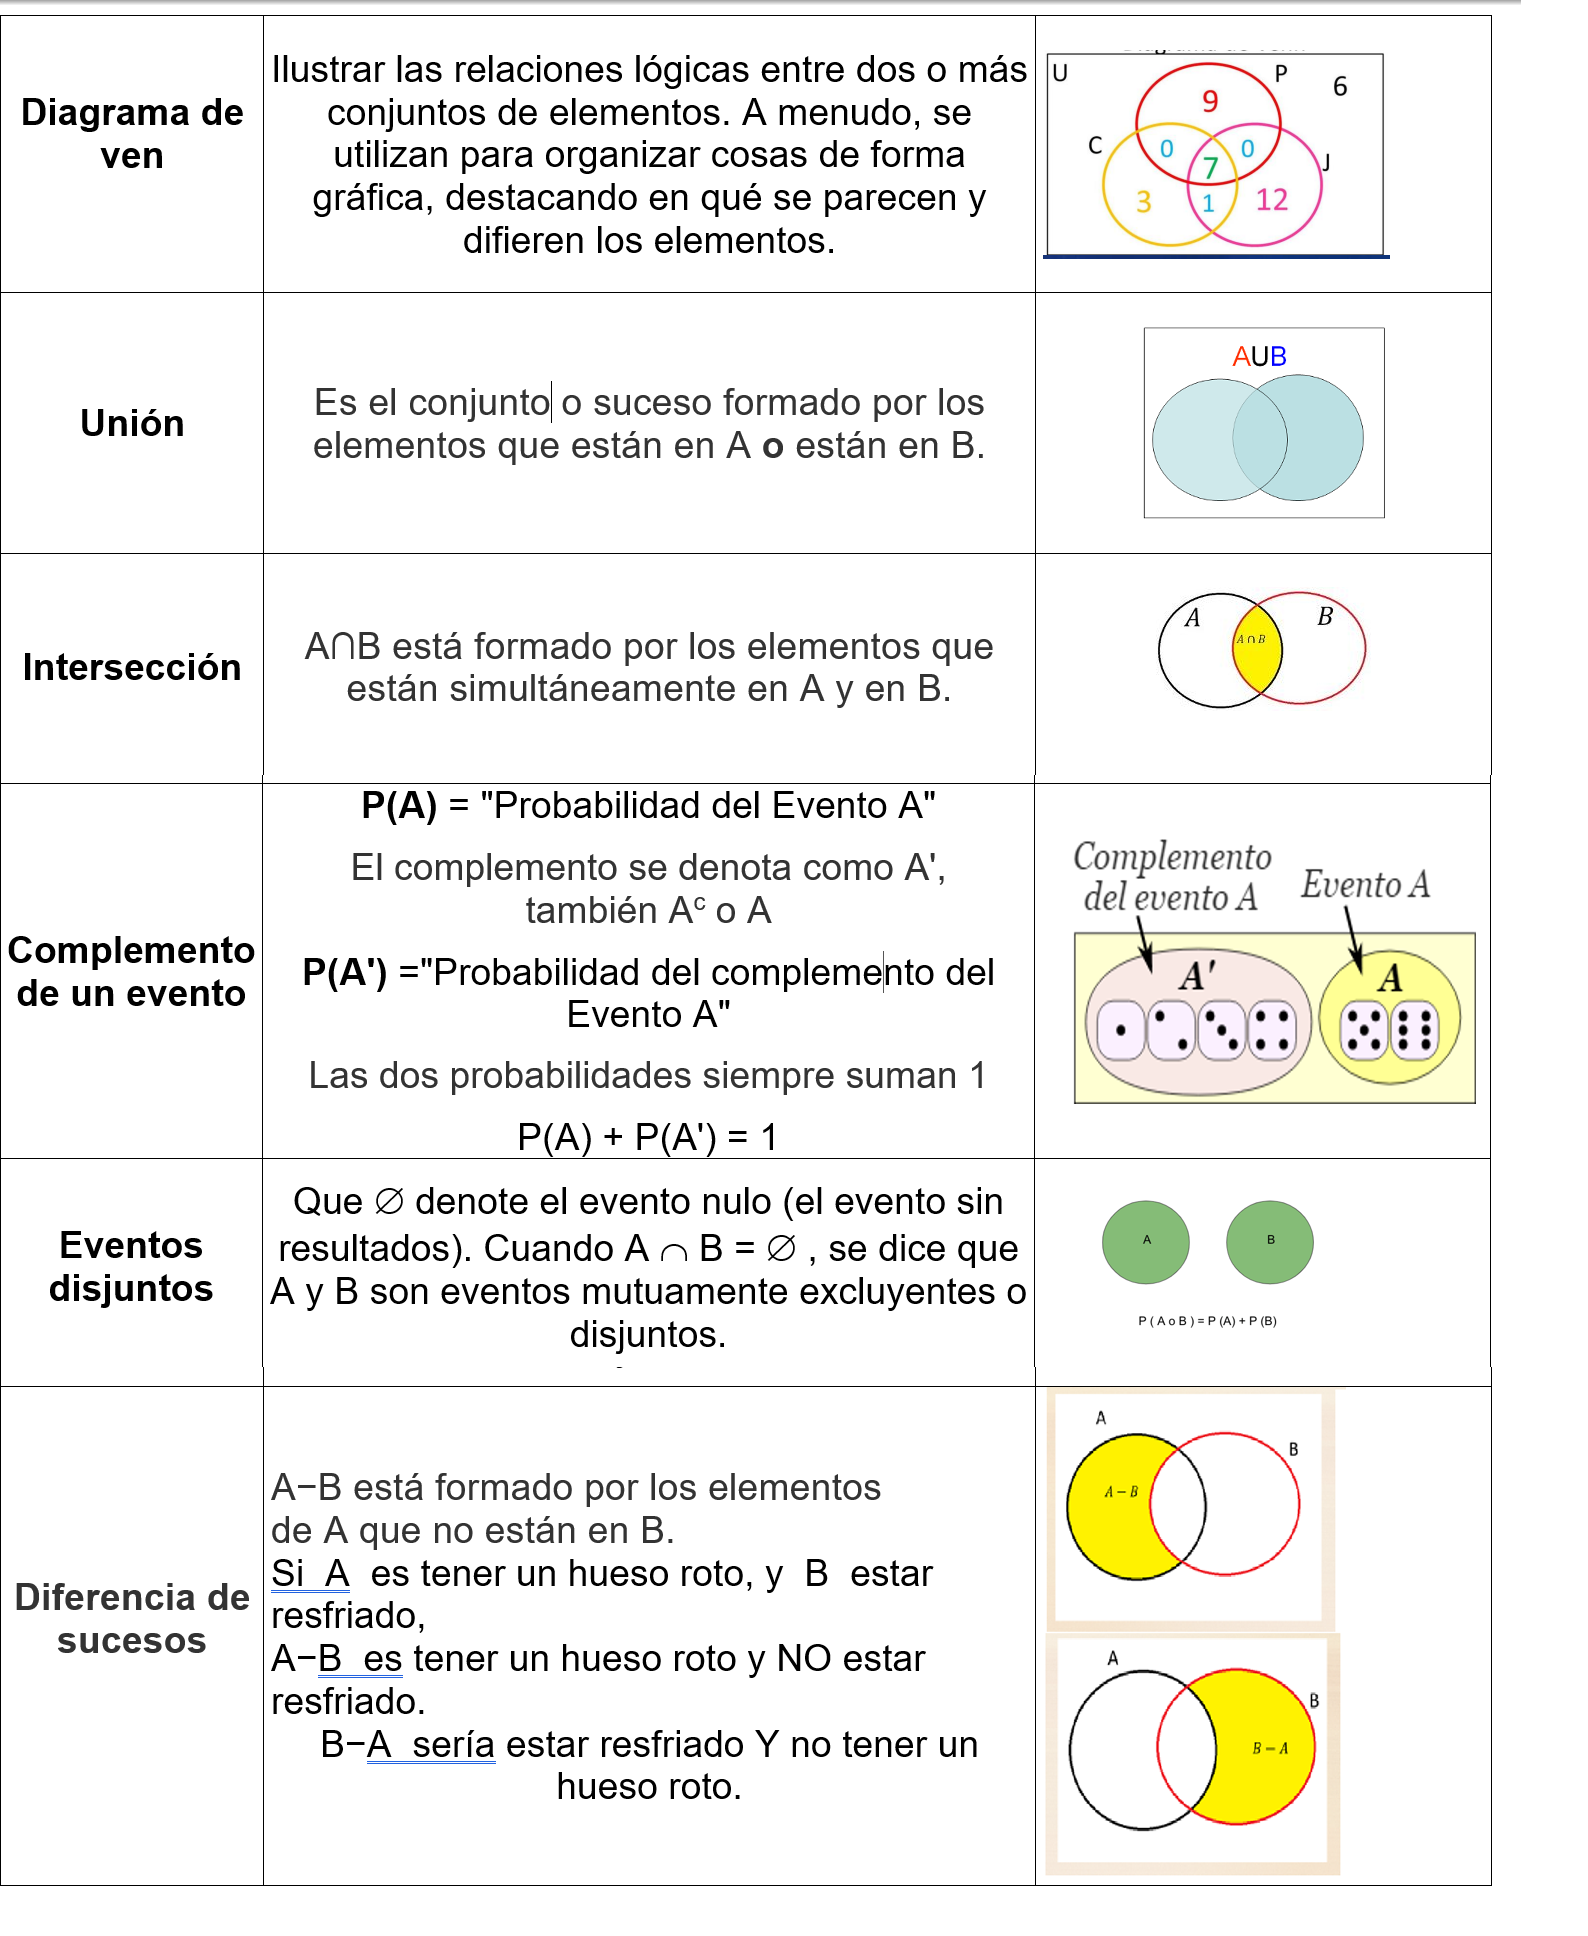 Diagrama de
ven
Ilustrar las relaciones lógicas entre dos o más
conjuntos de elementos. A menudo, se
utilizan para organizar cosas de forma
gráfica, destacando en qué se parecen y
difieren los elementos.
U
P
6
9
C
0
0
J
7
3
1
12
Unión
Es el conjunto o suceso formado por los
elementos que están en A o están en B.
AUB
Intersección
A∩B está formado por los elementos que
están simultáneamente en A y en B.
A
B
A ∩ B
Complemento
de un evento
P(A) = "Probabilidad del Evento A"
El complemento se denota como A',
también Aᶜ o A
P(A') ="Probabilidad del complemento del
Evento A"
Las dos probabilidades siempre suman 1
P(A) + P(A') = 1
Complemento
del evento A
Evento A
A'
A
Eventos
disjuntos
Que ∅ denote el evento nulo (el evento sin
resultados). Cuando A ∩ B = ∅ , se dice que
A y B son eventos mutuamente excluyentes o
disjuntos.
A
B
P ( A o B ) = P (A) + P (B)
Diferencia de
sucesos
A−B está formado por los elementos
de A que no están en B.
Si A es tener un hueso roto, y B estar
resfriado,
A−B es tener un hueso roto y NO estar
resfriado.
B−A sería estar resfriado Y no tener un
hueso roto.
A
B
A − B
A
B
B − A